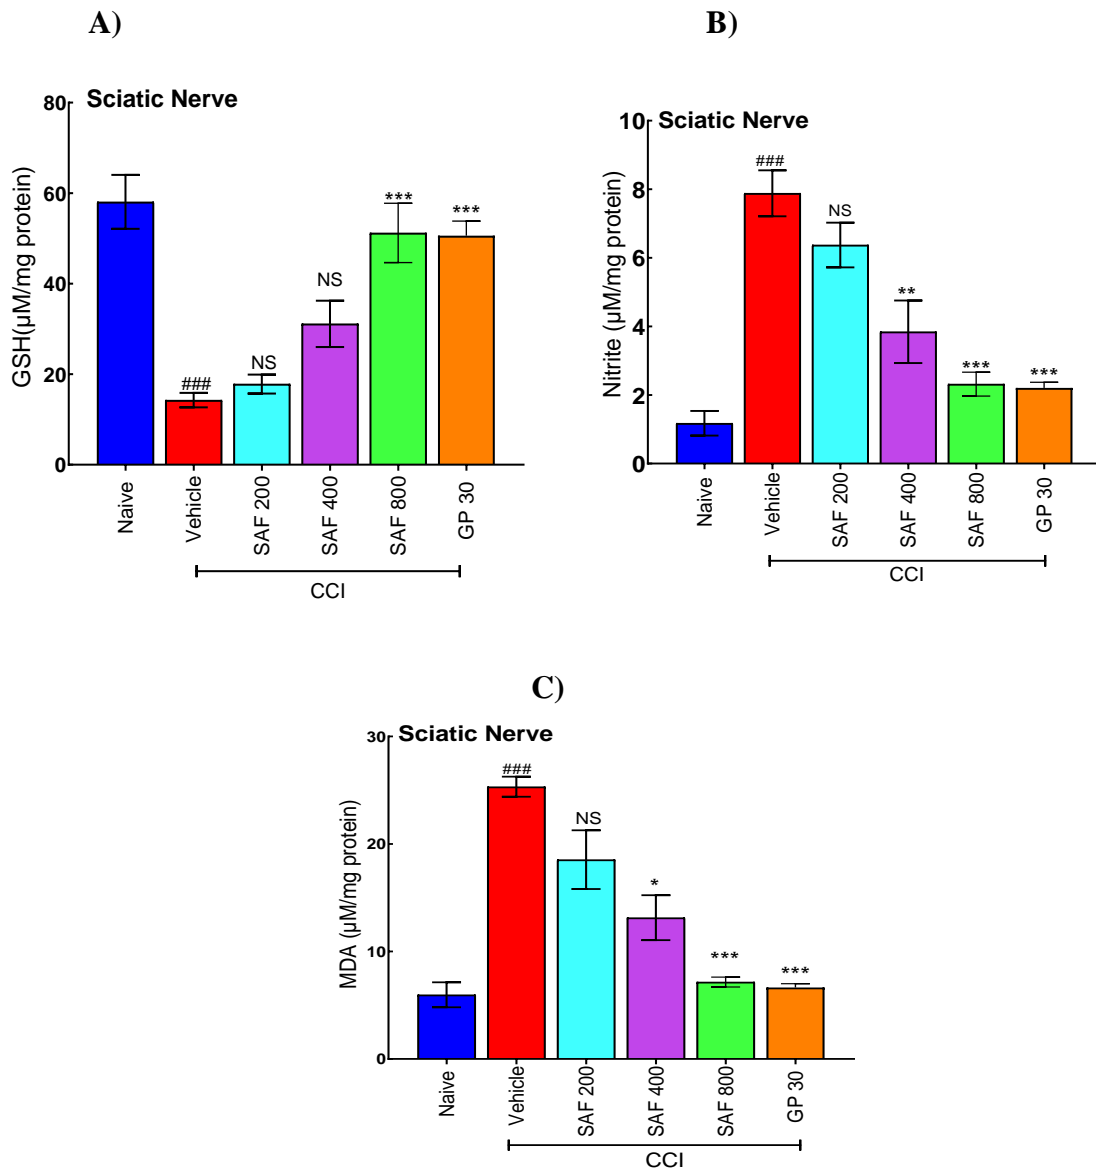 A)
Sciatic Nerve
GSH(µM/mg protein)
80
60
40
20
0
###
NS
NS
***
***
Naive
Vehicle
SAF 200
SAF 400
SAF 800
GP 30
CCI
B)
Sciatic Nerve
Nitrite (µM/mg protein)
10
8
6
4
2
0
###
NS
**
***
***
Naive
Vehicle
SAF 200
SAF 400
SAF 800
GP 30
CCI
C)
Sciatic Nerve
MDA (µM/mg protein)
30
20
10
0
###
NS
*
***
***
Naive
Vehicle
SAF 200
SAF 400
SAF 800
GP 30
CCI